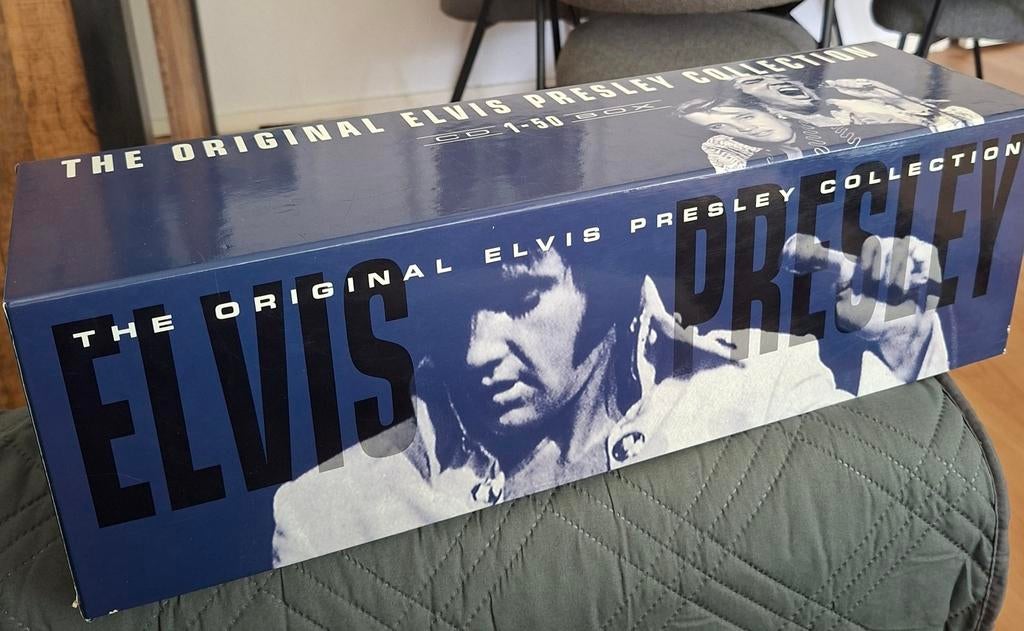 THE ORIGINAL ELVIS PRESLEY COLLECTION
CD 1-50 BOX
THE ORIGINAL ELVIS PRESLEY COLLECTION
ELVIS PRESLEY